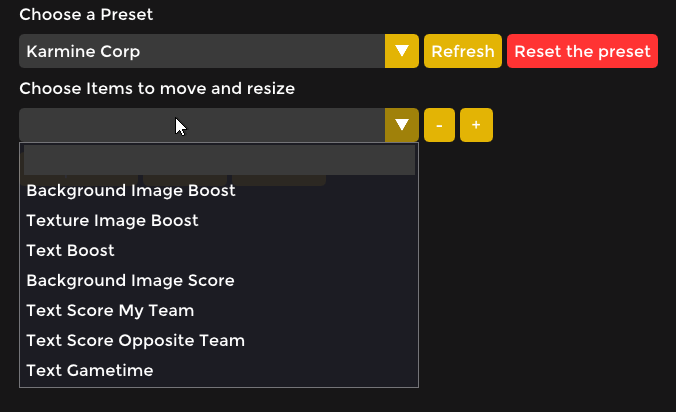 Choose a Preset
Karmine Corp Refresh Reset the preset
Choose Items to move and resize
- +
Background Image Boost
Texture Image Boost
Text Boost
Background Image Score
Text Score My Team
Text Score Opposite Team
Text Gametime